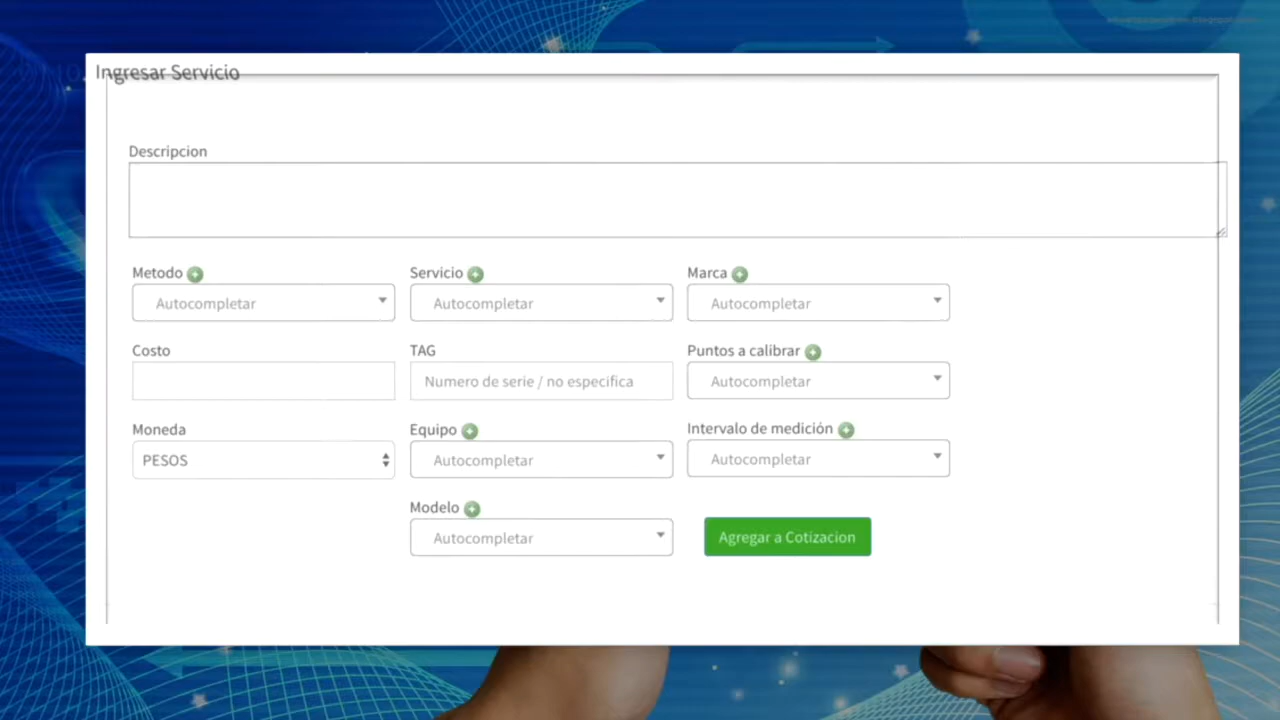 Ingresar Servicio
Descripcion
Metodo Servicio Marca
Autocompletar Autocompletar Autocompletar
Costo TAG Puntos a calibrar
Numero de serie / no especifica Autocompletar
Moneda Equipo Intervalo de medición
PESOS Autocompletar Autocompletar
Modelo
Autocompletar Agregar a Cotizacion